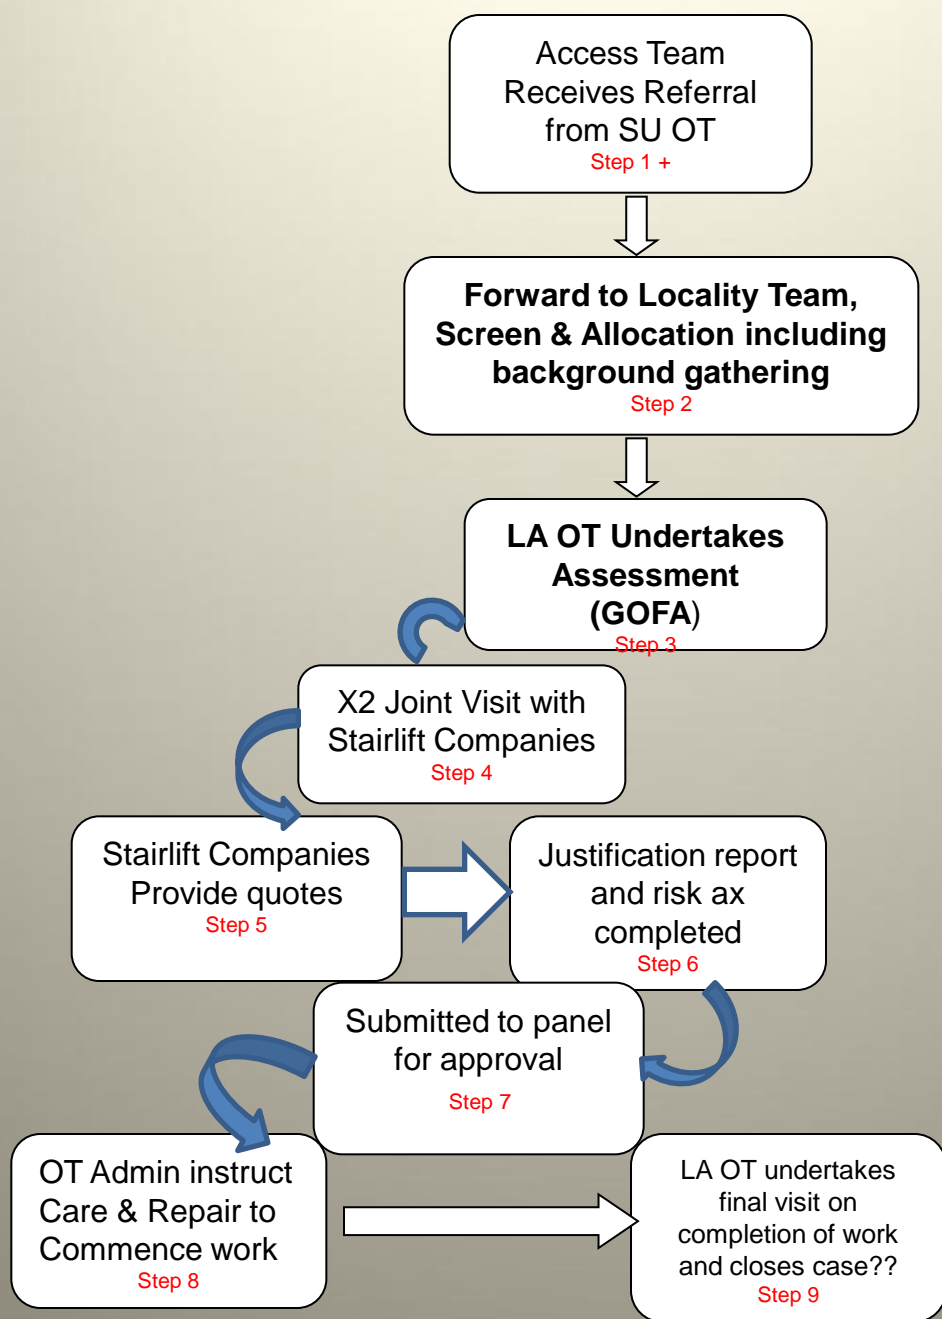 Access Team
Receives Referral
from SU OT
Step 1 +
Forward to Locality Team,
Screen & Allocation including
background gathering
Step 2
LA OT Undertakes
Assessment
(GOFA)
Step 3
X2 Joint Visit with
Stairlift Companies
Step 4
Stairlift Companies
Provide quotes
Step 5
Justification report
and risk ax
completed
Step 6
Submitted to panel
for approval
Step 7
OT Admin instruct
Care & Repair to
Commence work
Step 8
LA OT undertakes
final visit on
completion of work
and closes case??
Step 9